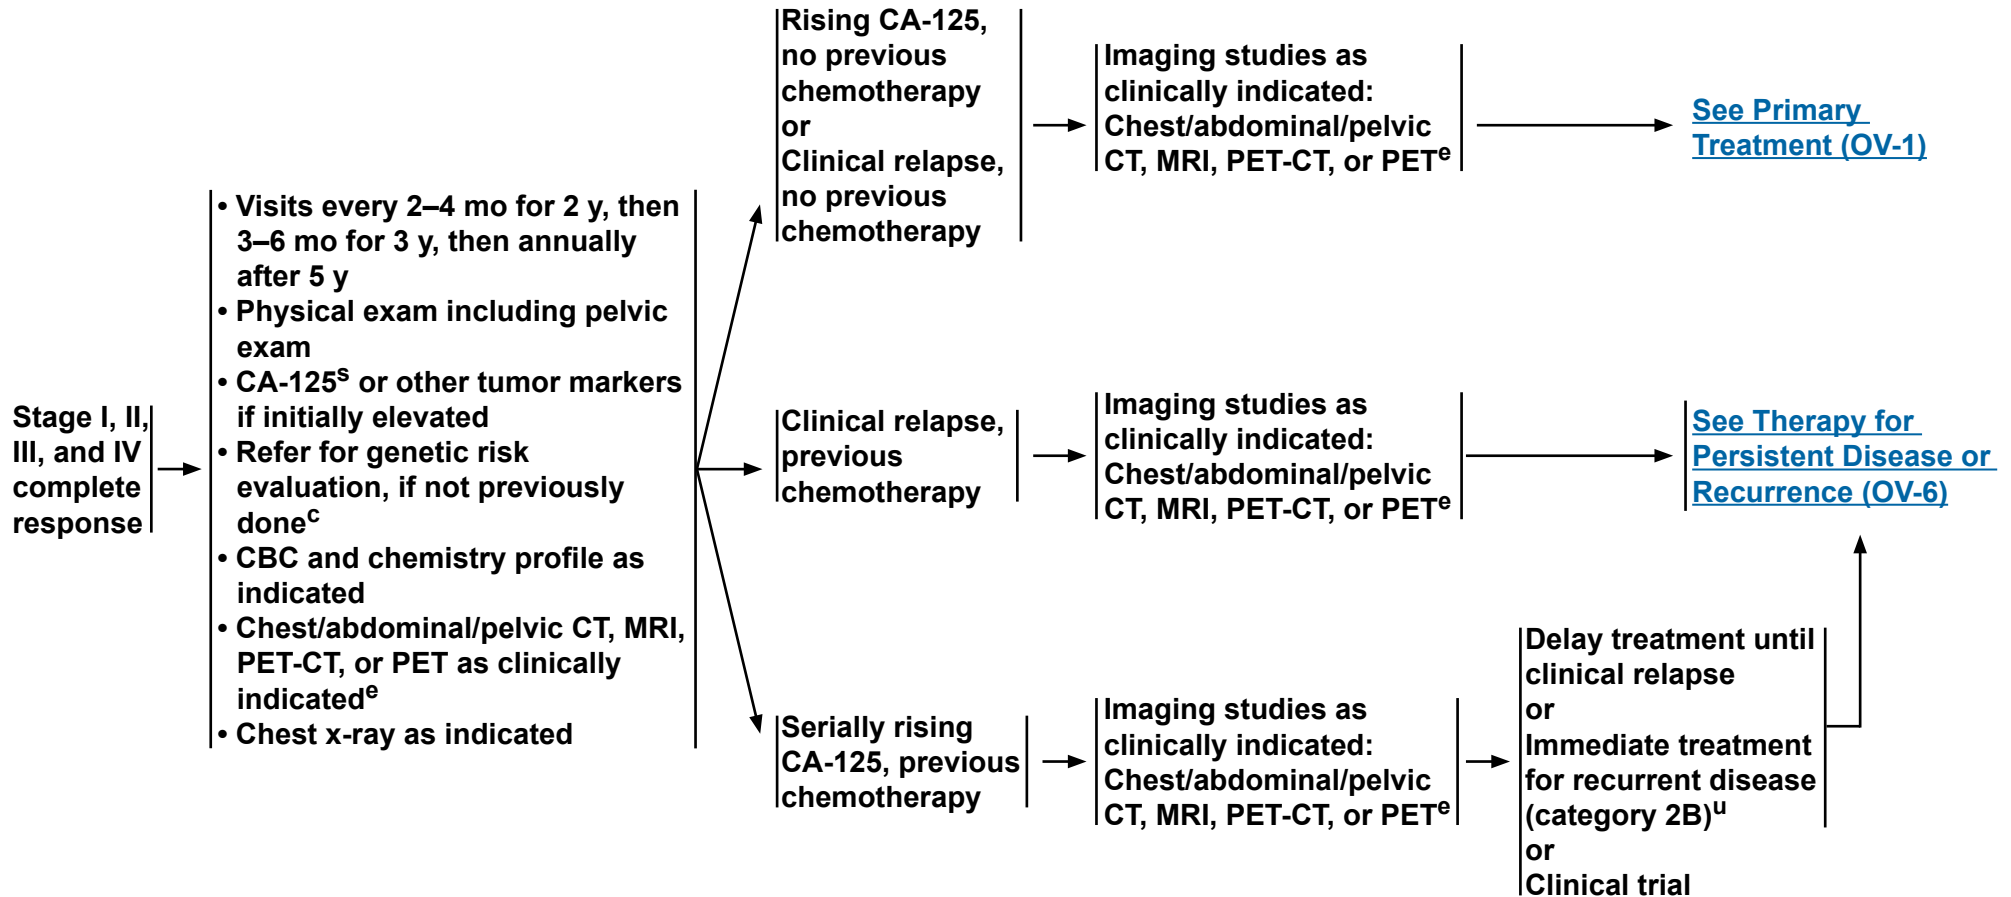 Stage I, II,
III, and IV
complete
response
• Visits every 2–4 mo for 2 y, then
3–6 mo for 3 y, then annually
after 5 y
• Physical exam including pelvic
exam
• CA-125s or other tumor markers
if initially elevated
• Refer for genetic risk
evaluation, if not previously
donec
• CBC and chemistry profile as
indicated
• Chest/abdominal/pelvic CT, MRI,
PET-CT, or PET as clinically
indicatede
• Chest x-ray as indicated
Rising CA-125,
no previous
chemotherapy
or
Clinical relapse,
no previous
chemotherapy
Imaging studies as
clinically indicated:
Chest/abdominal/pelvic
CT, MRI, PET-CT, or PETe
See Primary
Treatment (OV-1)
Clinical relapse,
previous
chemotherapy
Imaging studies as
clinically indicated:
Chest/abdominal/pelvic
CT, MRI, PET-CT, or PETe
See Therapy for
Persistent Disease or
Recurrence (OV-6)
Serially rising
CA-125, previous
chemotherapy
Imaging studies as
clinically indicated:
Chest/abdominal/pelvic
CT, MRI, PET-CT, or PETe
Delay treatment until
clinical relapse
or
Immediate treatment
for recurrent disease
(category 2B)u
or
Clinical trial